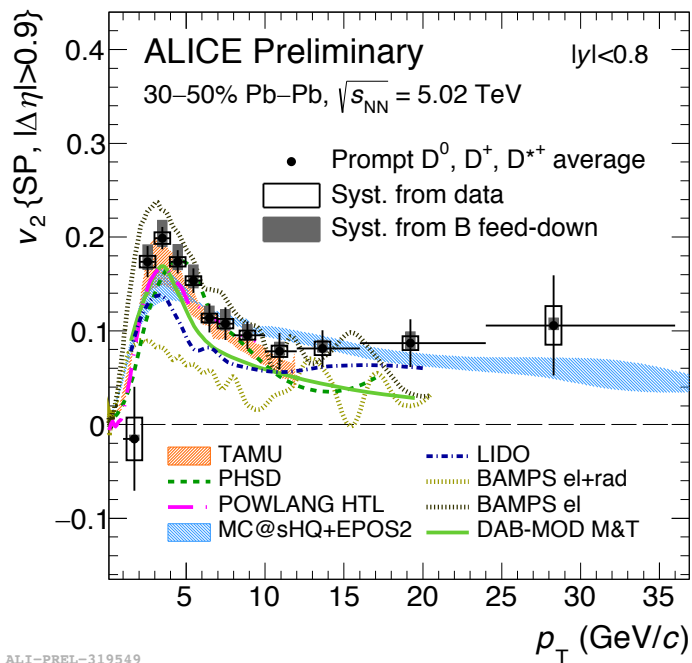 ALICE Preliminary
|y|<0.8
30–50% Pb–Pb, √s_NN = 5.02 TeV
Prompt D⁰, D⁺, D*⁺ average
Syst. from data
Syst. from B feed-down
v₂ {SP, |Δη|>0.9}
0.4
0.3
0.2
0.1
0
−0.1
TAMU
PHSD
POWLANG HTL
MC@sHQ+EPOS2
LIDO
BAMPS el+rad
BAMPS el
DAB-MOD M&T
5 10 15 20 25 30 35
p_T (GeV/c)
ALI-PREL-319549